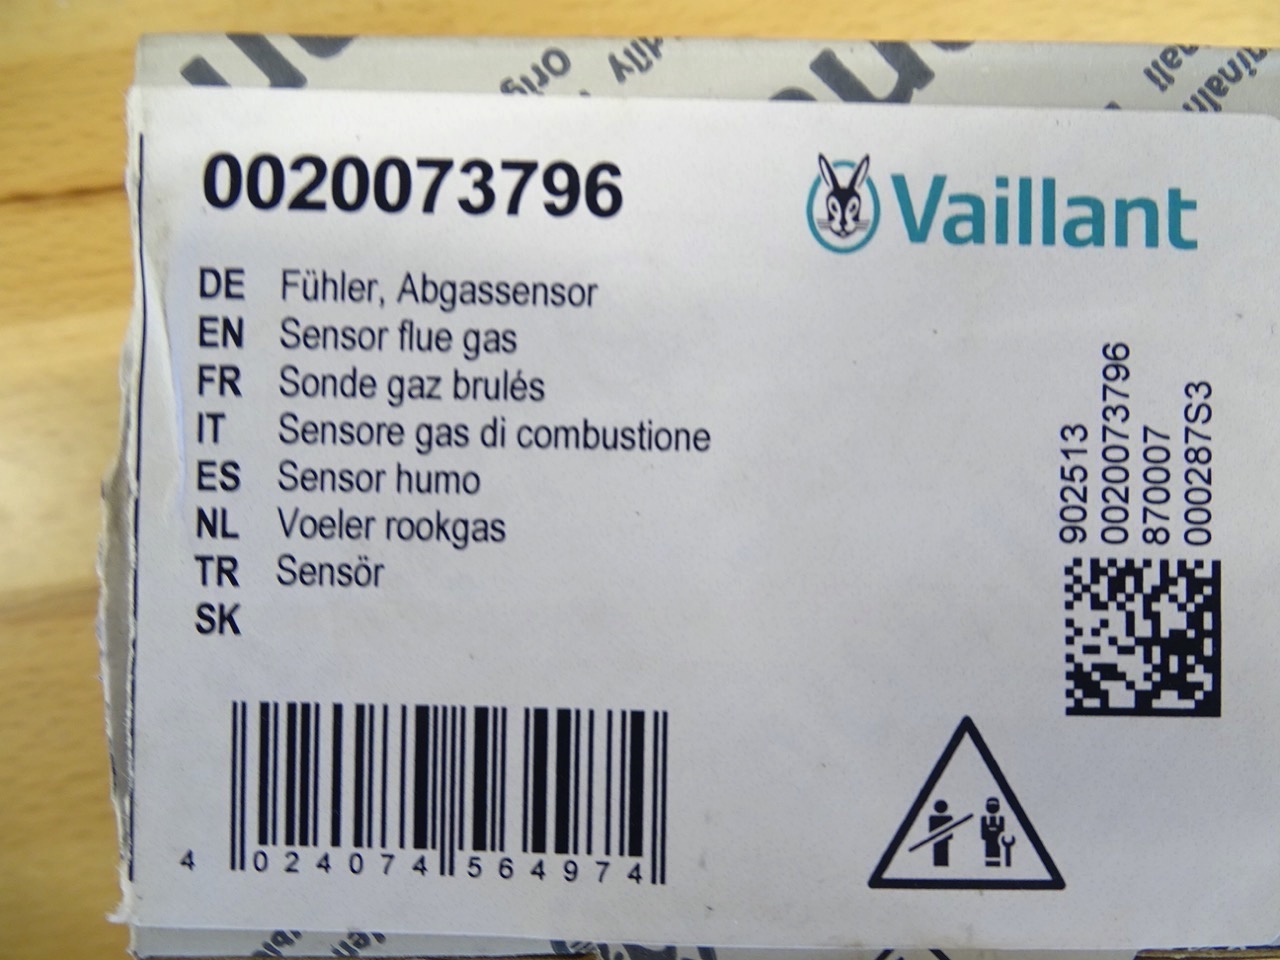 0020073796
Vaillant
DE Fühler, Abgassensor
EN Sensor flue gas
FR Sonde gaz brulés
IT Sensore gas di combustione
ES Sensor humo
NL Voeler rookgas
TR Sensör
SK
902513
0020073796
870007
000287S3
4 024074 564974